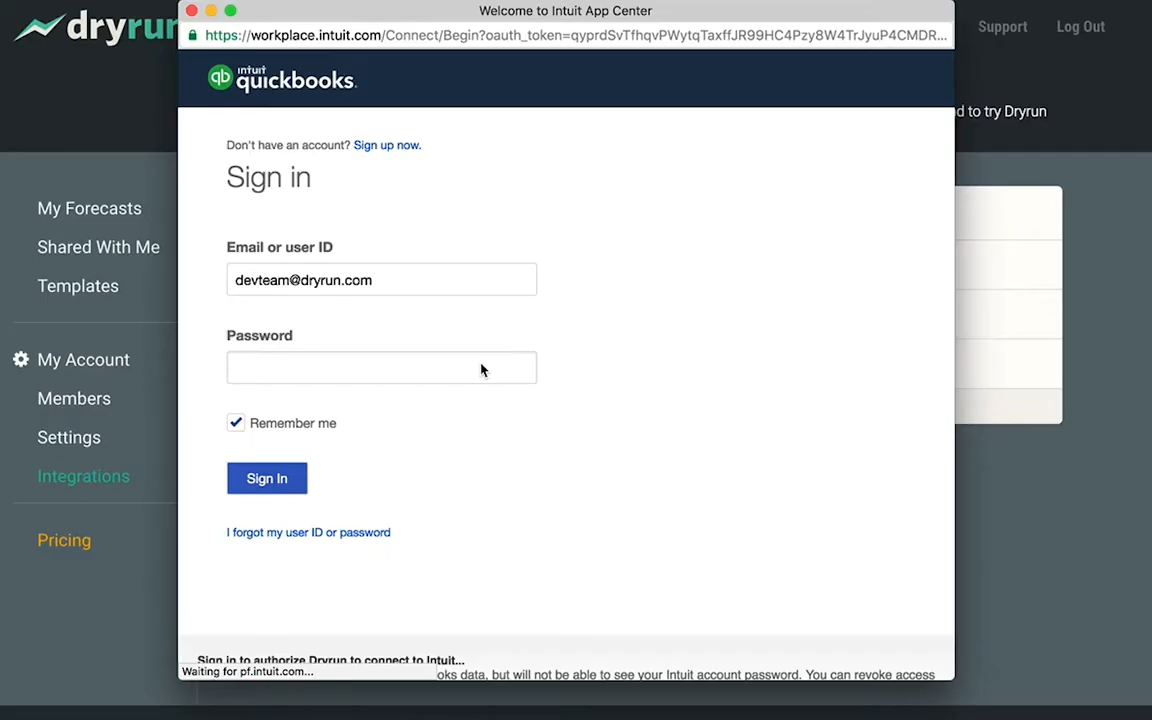 Welcome to Intuit App Center
https://workplace.intuit.com/Connect/Begin?oauth_token=qyprdSvTfhqvPWytqTaxffJR99HC4Pzy8W4TrJyuP4CMDR...
dryrun
Support
Log Out
intuit
qb quickbooks.
d to try Dryrun
Don't have an account? Sign up now.
Sign in
My Forecasts
Shared With Me
Templates
Email or user ID
devteam@dryrun.com
Password
My Account
Members
Settings
Integrations
Pricing
Remember me
Sign In
I forgot my user ID or password
Sign in to authorize Dryrun to connect to Intuit...
Waiting for pf.intuit.com...
oks data, but will not be able to see your Intuit account password. You can revoke access